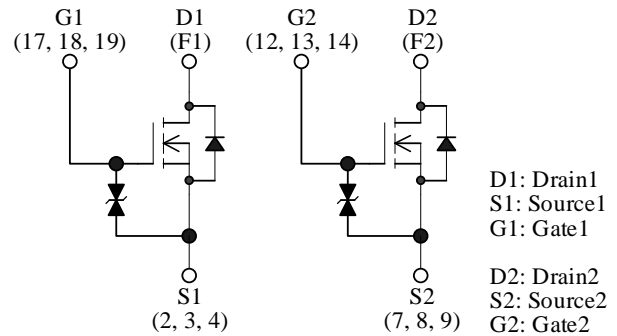 G1 D1 G2 D2
(17, 18, 19) (F1) (12, 13, 14) (F2)
D1: Drain1
S1: Source1
G1: Gate1
D2: Drain2
S2: Source2
G2: Gate2
S1 S2
(2, 3, 4) (7, 8, 9)